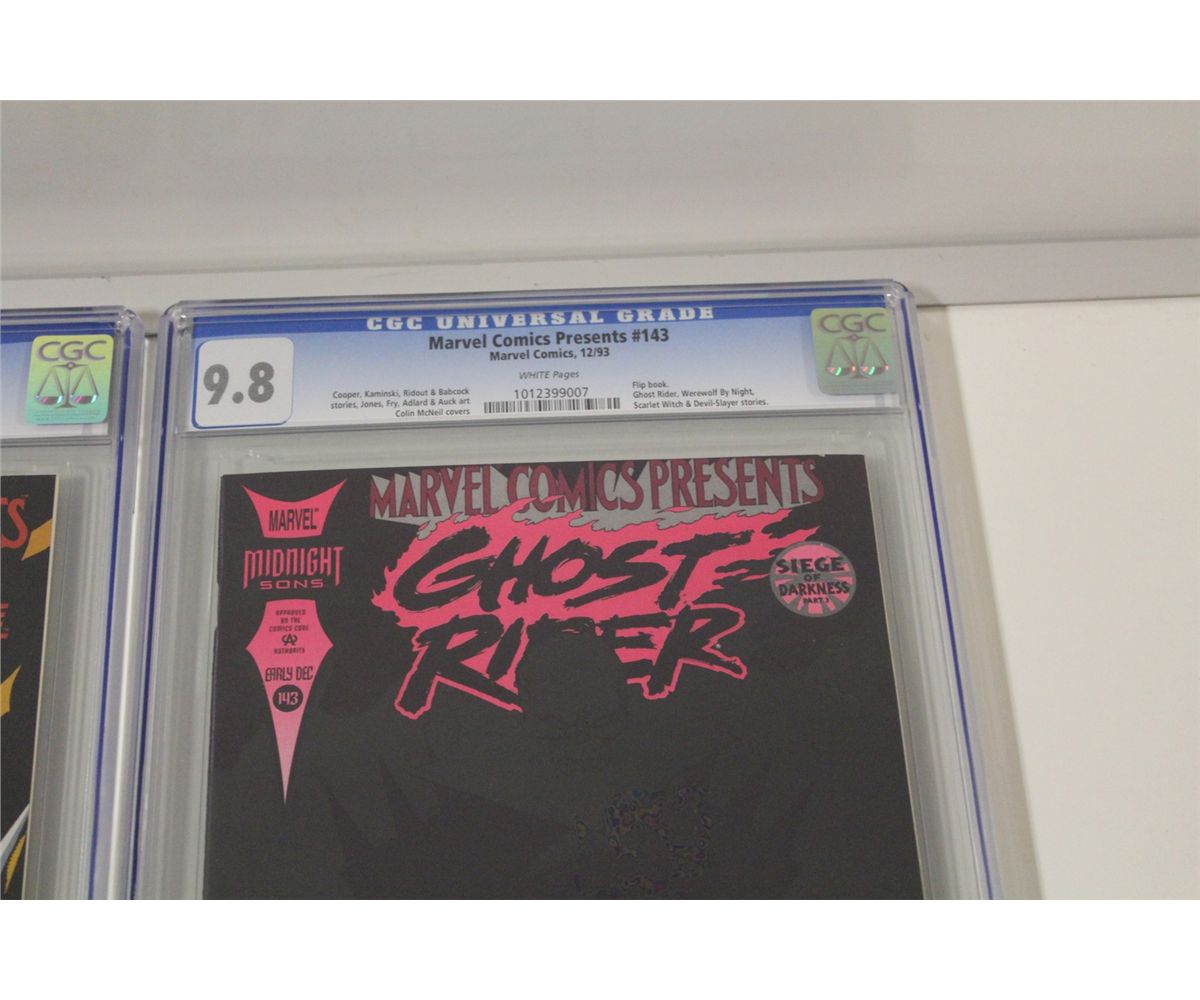 CGC UNIVERSAL GRADE
Marvel Comics Presents #143
Marvel Comics, 12/93
WHITE Pages
9.8
1012399007
Cooper, Kaminski, Ridout & Babcock
stories, Jones, Fry, Adlard & Auck art
Colin McNeil covers
Flip book.
Ghost Rider, Werewolf By Night,
Scarlet Witch & Devil-Slayer stories.
CGC
CGC
MARVEL COMICS PRESENTS
GHOST
RIDER
MARVEL
MIDNIGHT
SONS
APPROVED
BY THE
COMICS CODE
AUTHORITY
EARLY DEC
143
SIEGE
OF
DARKNESS